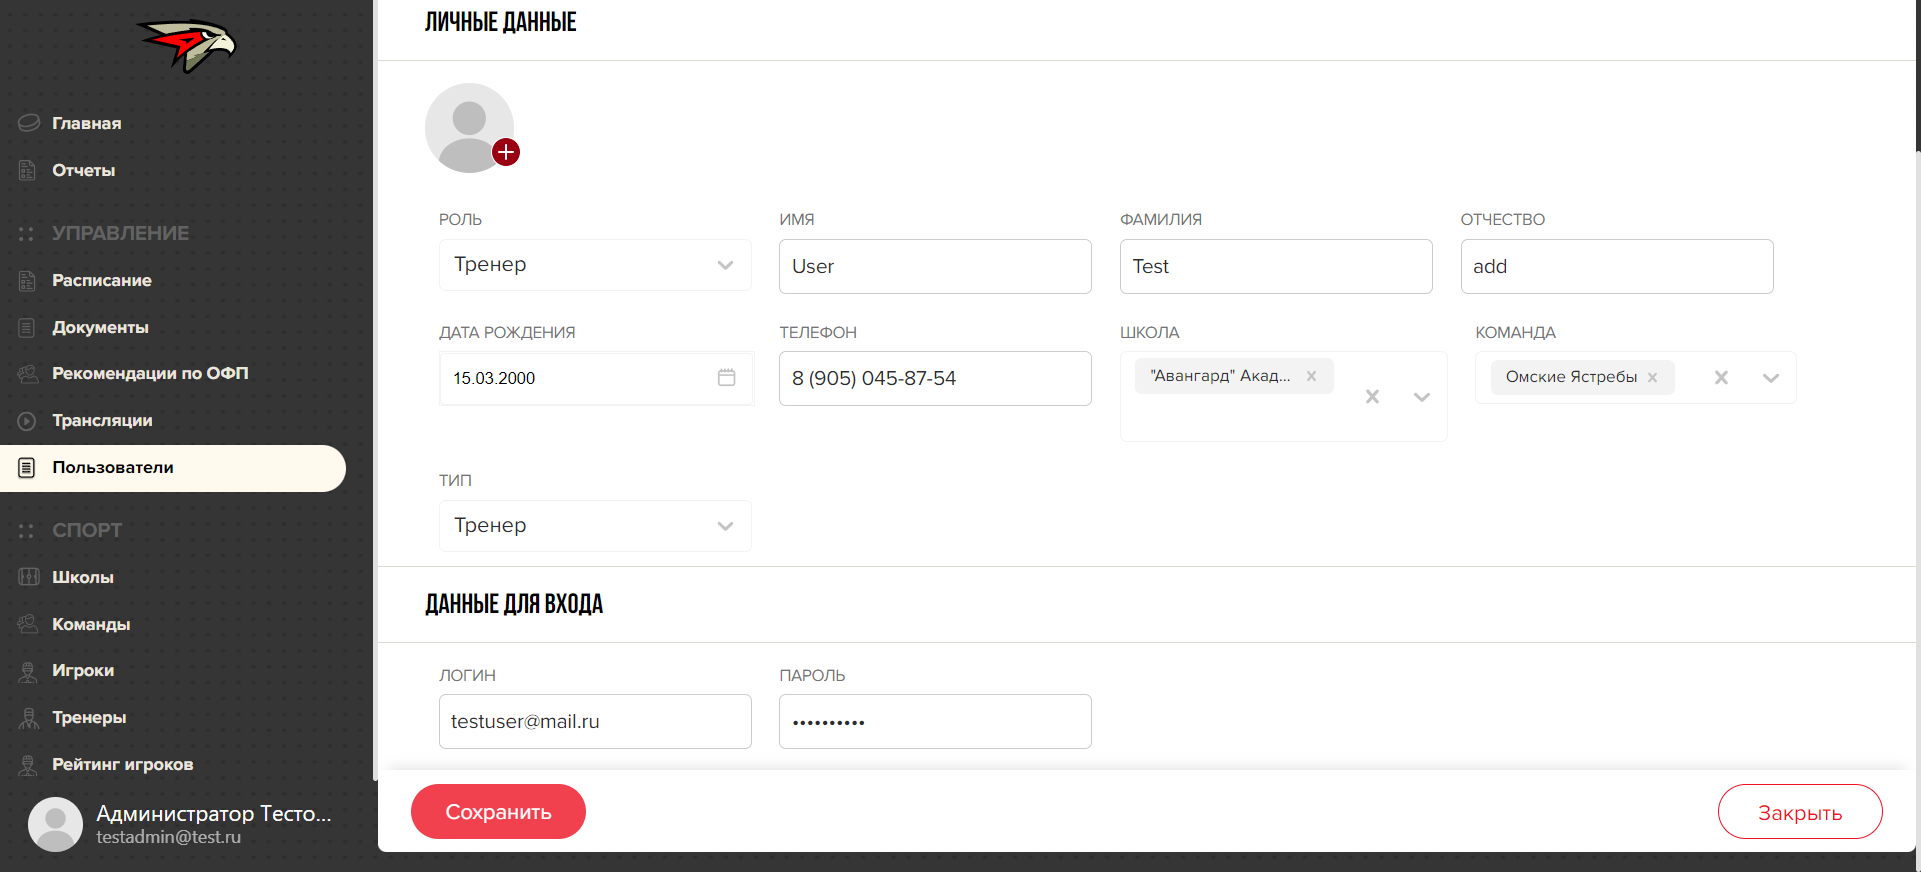 Главная
Отчеты
УПРАВЛЕНИЕ
Расписание
Документы
Рекомендации по ОФП
Трансляции
Пользователи
СПОРТ
Школы
Команды
Игроки
Тренеры
Рейтинг игроков
Администратор Тесто...
testadmin@test.ru
ЛИЧНЫЕ ДАННЫЕ
РОЛЬ ИМЯ ФАМИЛИЯ ОТЧЕСТВО
Тренер User Test add
ДАТА РОЖДЕНИЯ ТЕЛЕФОН ШКОЛА КОМАНДА
15.03.2000 8 (905) 045-87-54 "Авангард" Акад... Омские Ястребы
ТИП
Тренер
ДАННЫЕ ДЛЯ ВХОДА
ЛОГИН ПАРОЛЬ
testuser@mail.ru ••••••••••
Сохранить Закрыть